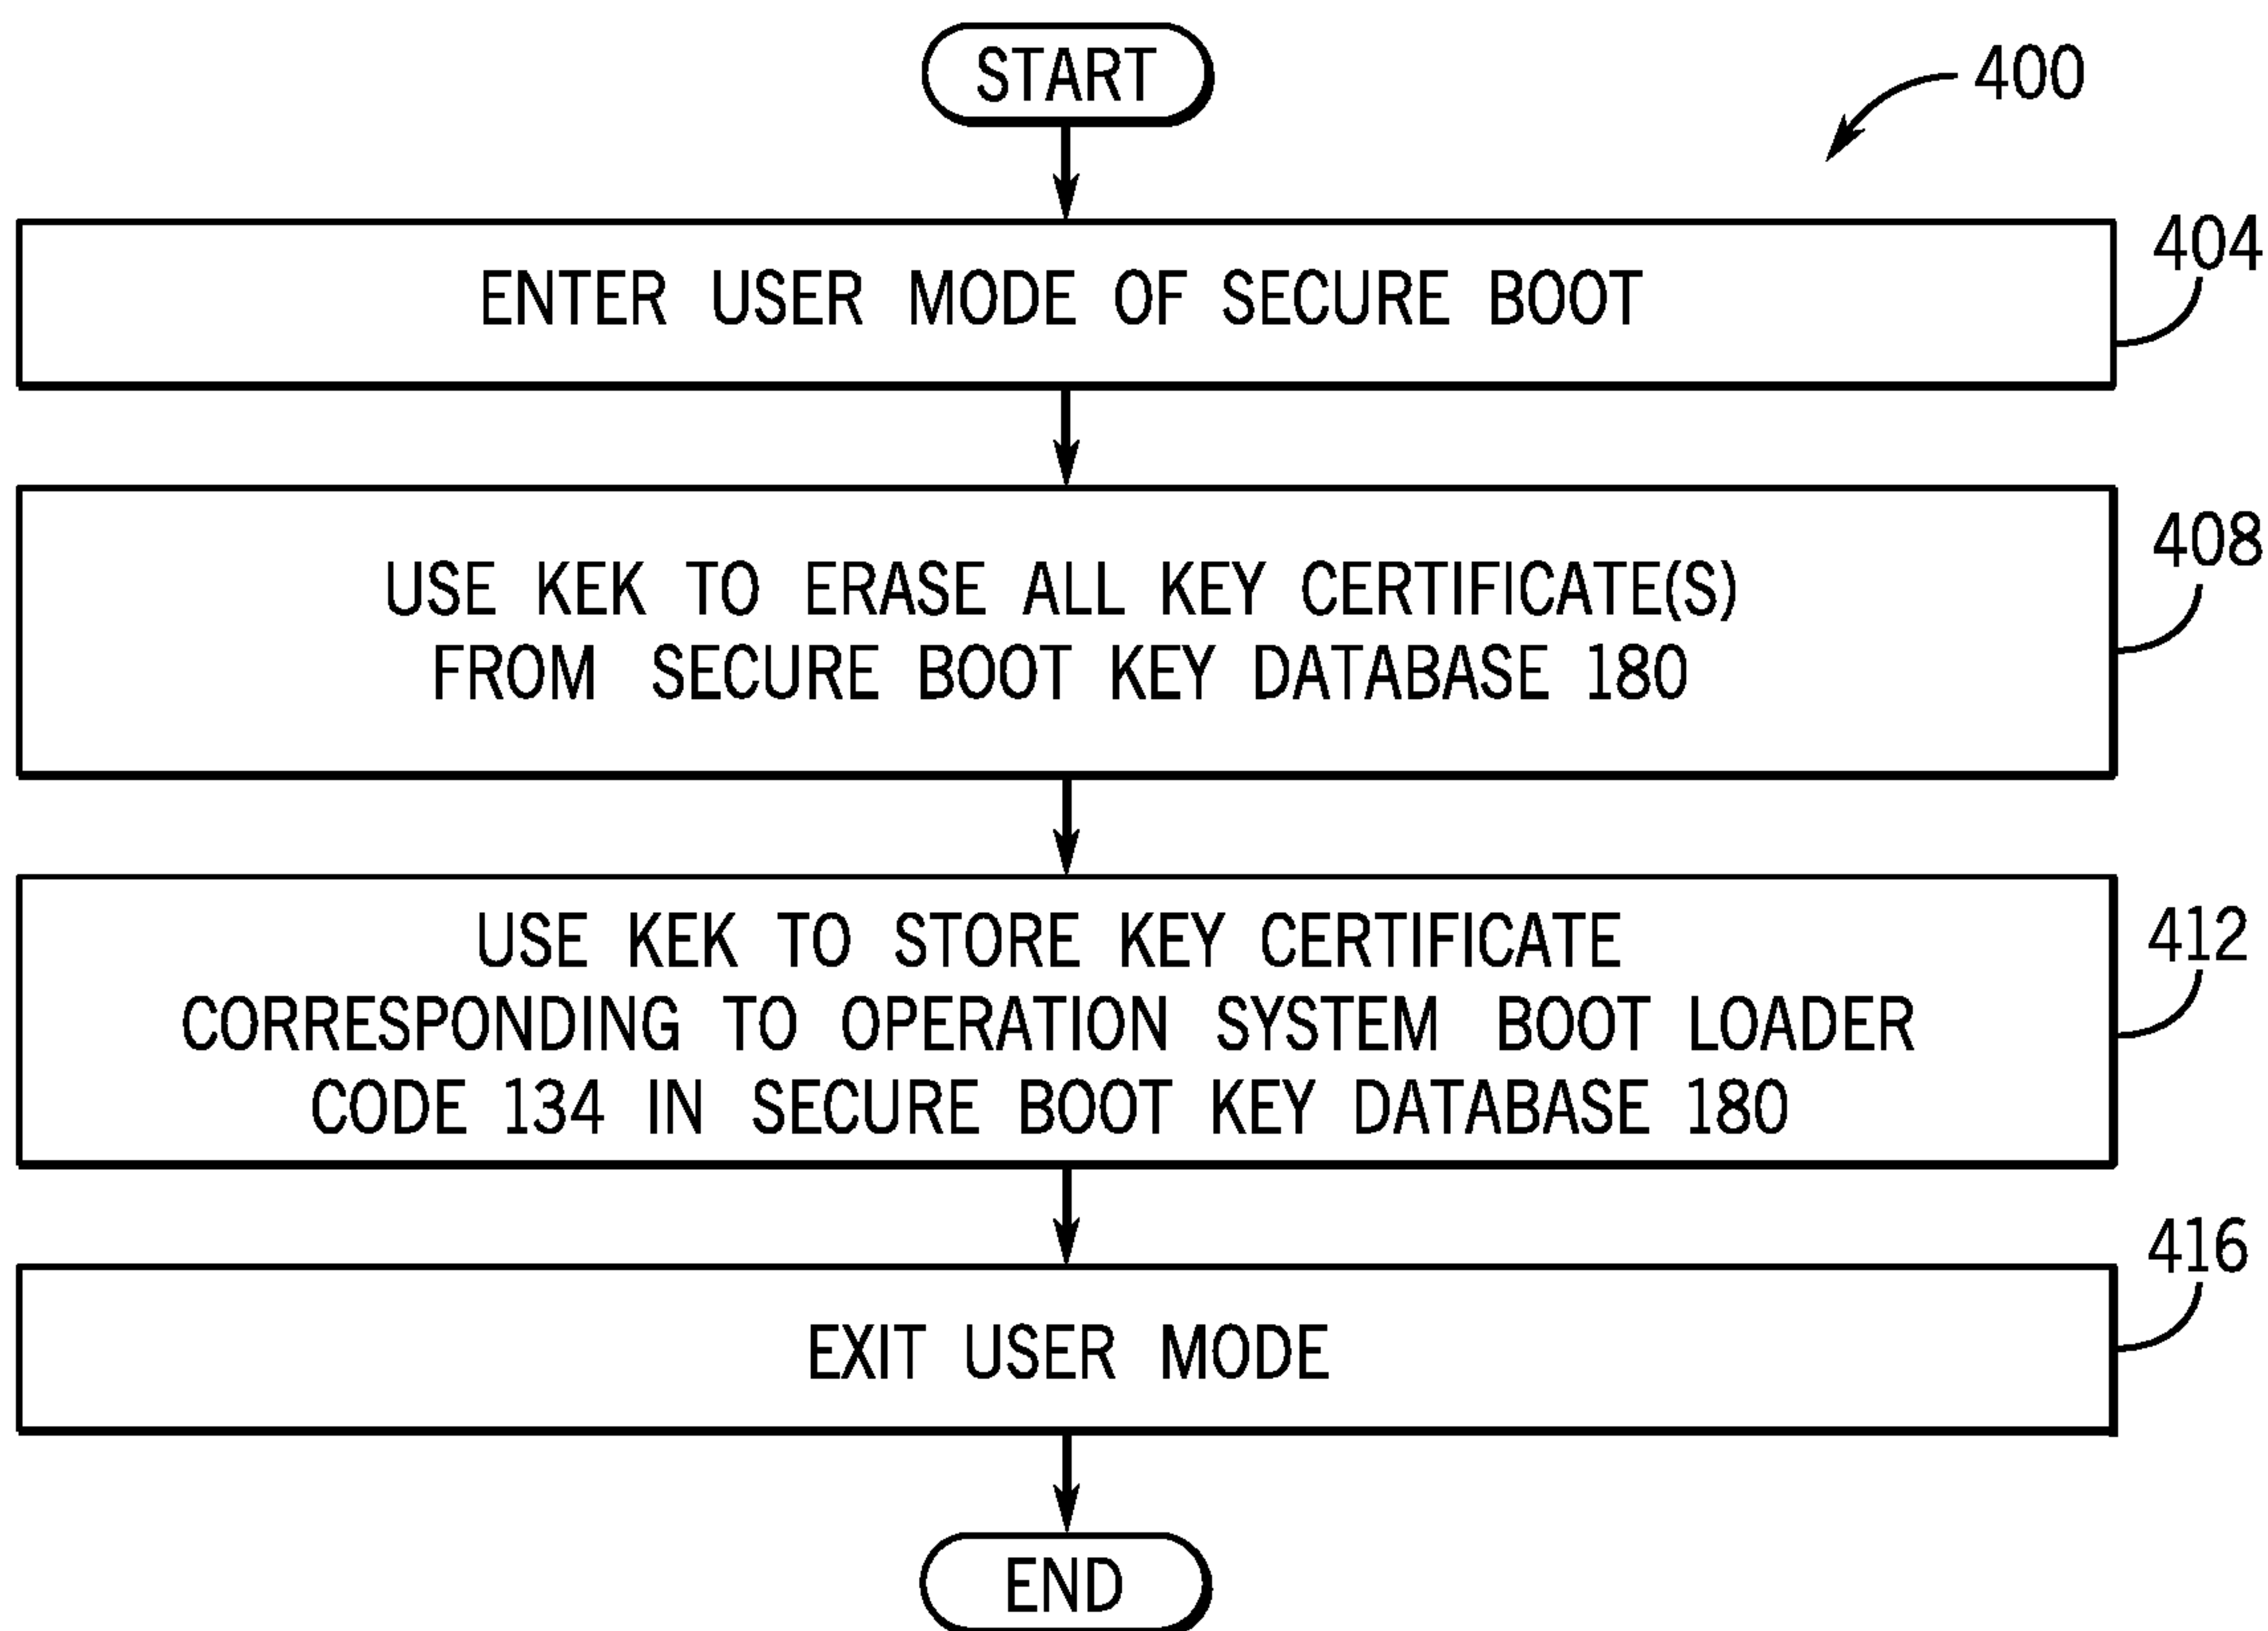 START
400
404
ENTER USER MODE OF SECURE BOOT
408
USE KEK TO ERASE ALL KEY CERTIFICATE(S)
FROM SECURE BOOT KEY DATABASE 180
412
USE KEK TO STORE KEY CERTIFICATE
CORRESPONDING TO OPERATION SYSTEM BOOT LOADER
CODE 134 IN SECURE BOOT KEY DATABASE 180
416
EXIT USER MODE
END